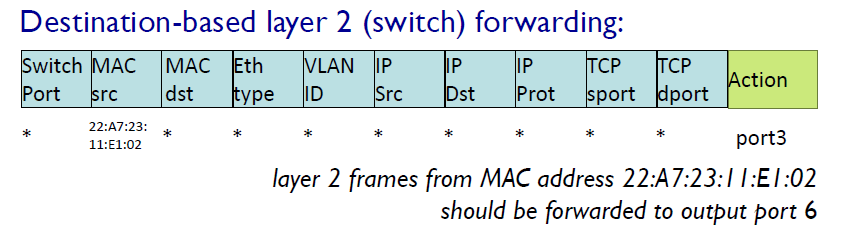 Destination-based layer 2 (switch) forwarding:
Switch MAC MAC Eth VLAN IP IP IP TCP TCP Action
Port src dst type ID Src Dst Prot sport dport
* 22:A7:23: * * * * * * * * port3
11:E1:02
layer 2 frames from MAC address 22:A7:23:11:E1:02
should be forwarded to output port 6